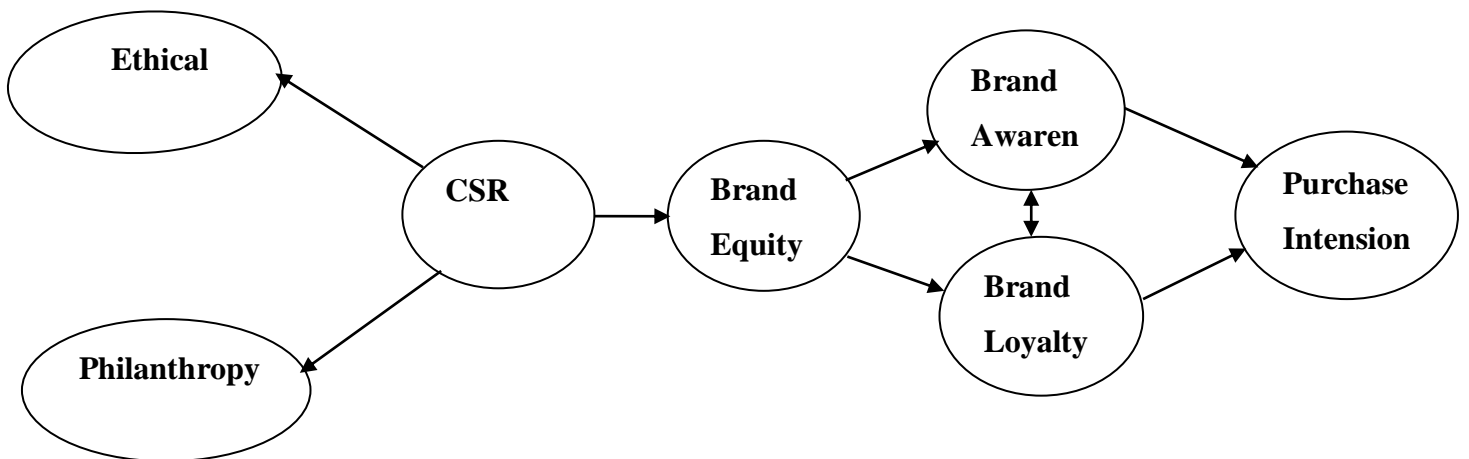 Ethical
Philanthropy
CSR
Brand
Equity
Brand
Awaren
Brand
Loyalty
Purchase
Intension